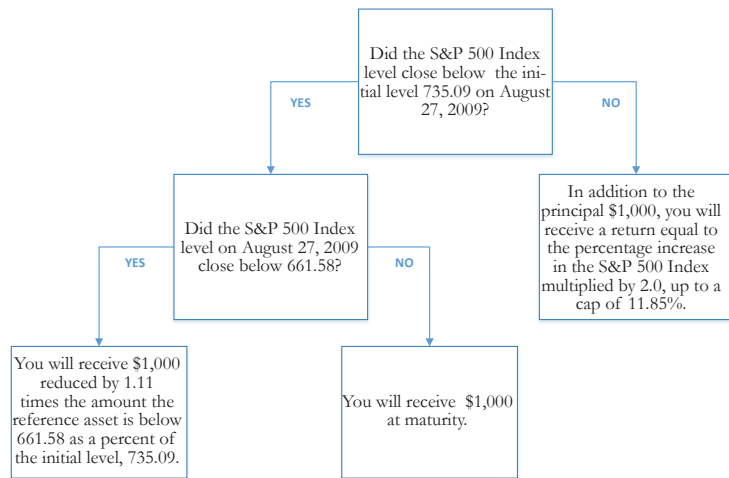 Did the S&P 500 Index
level close below the ini-
tial level 735.09 on August
27, 2009?
YES
NO
Did the S&P 500 Index
level on August 27, 2009
close below 661.58?
In addition to the
principal $1,000, you will
receive a return equal to
the percentage increase
in the S&P 500 Index
multiplied by 2.0, up to a
cap of 11.85%.
YES
NO
You will receive $1,000
reduced by 1.11
times the amount the
reference asset is below
661.58 as a percent of
the initial level, 735.09.
You will receive $1,000
at maturity.